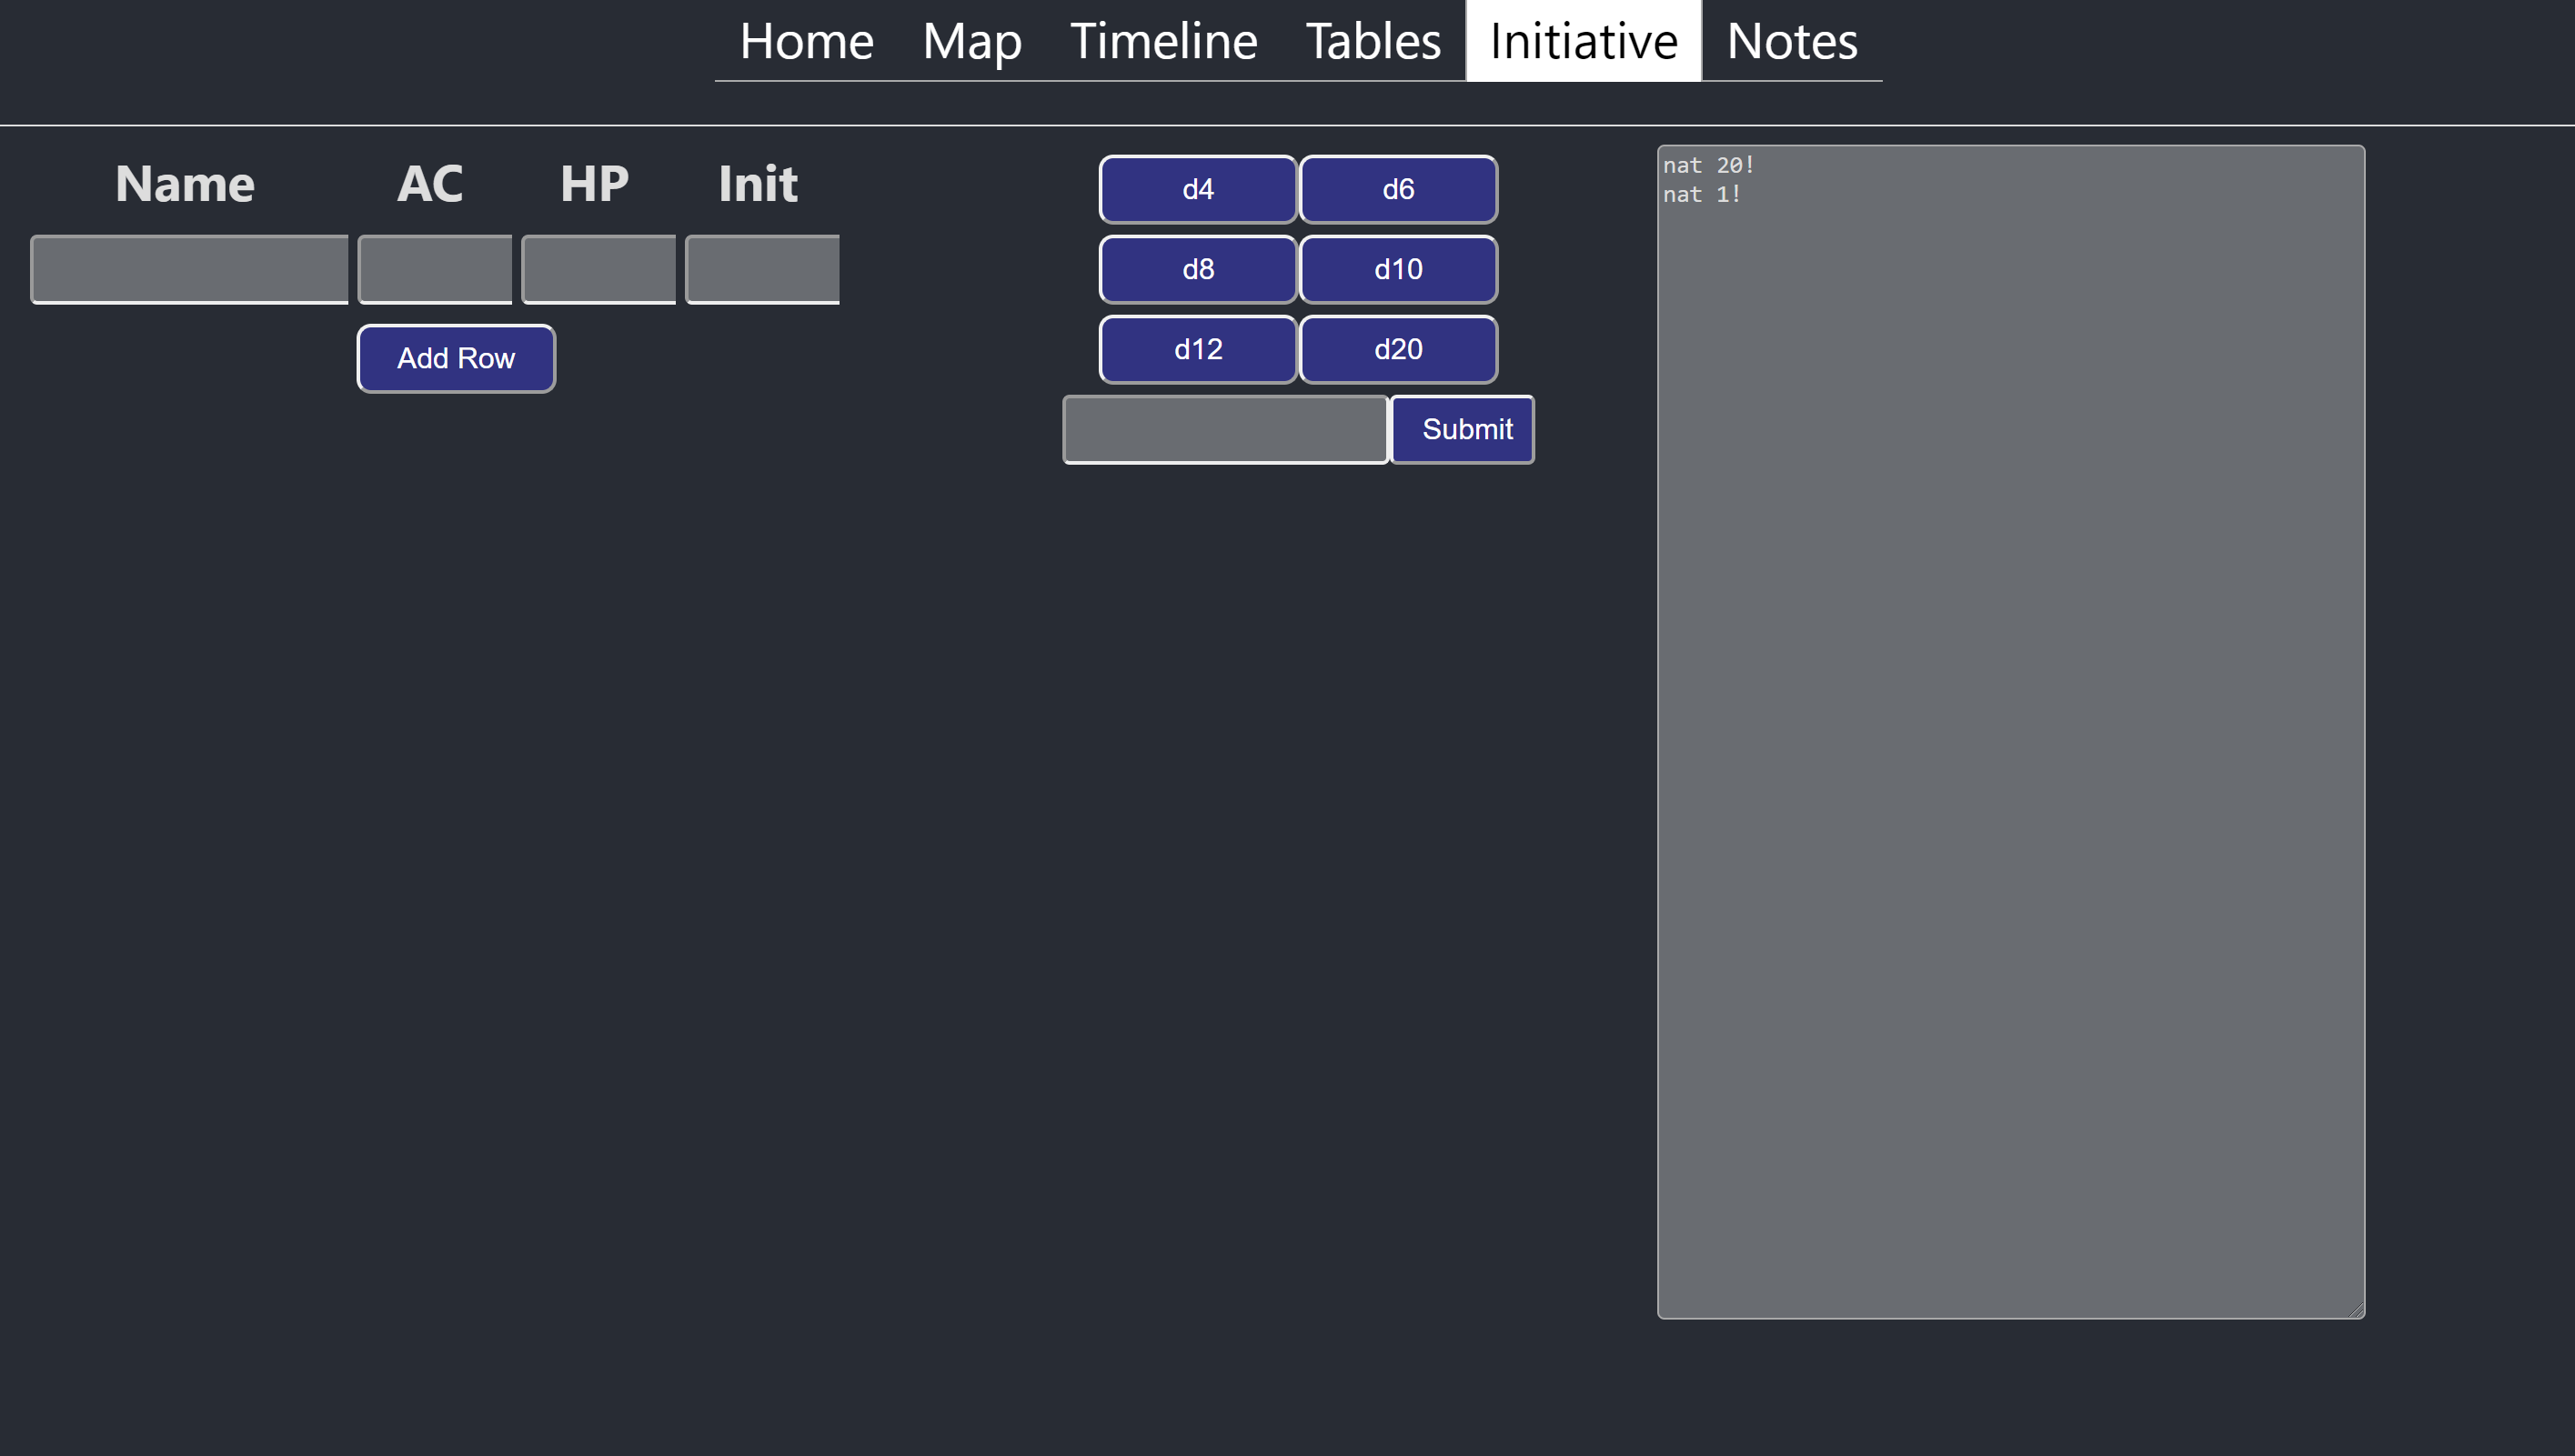 Home Map Timeline Tables Initiative Notes
Name AC HP Init
Add Row
d4 d6
d8 d10
d12 d20
Submit
nat 20!
nat 1!